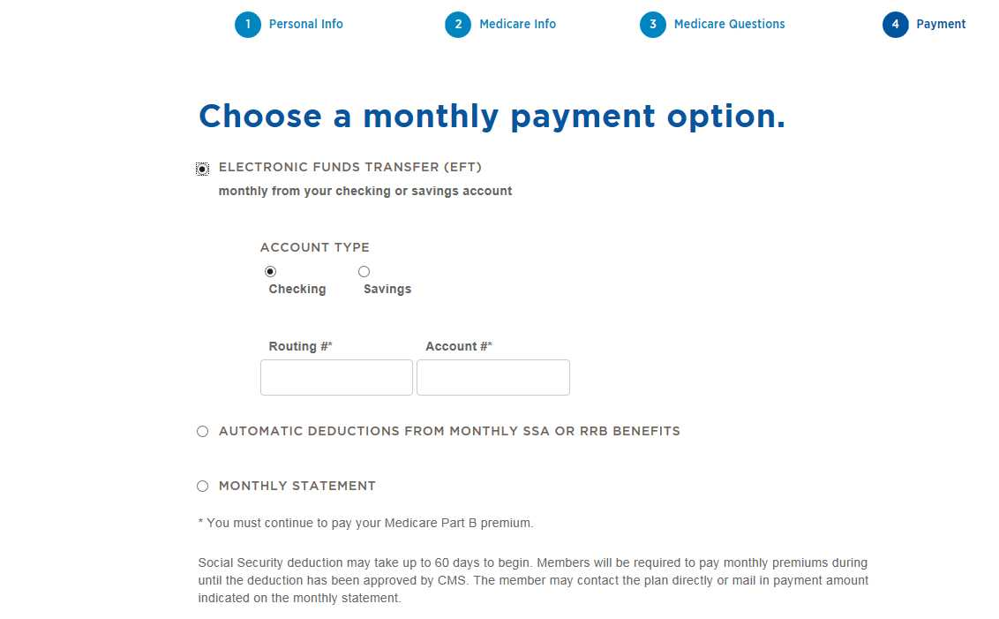 1 Personal Info 2 Medicare Info 3 Medicare Questions 4 Payment
Choose a monthly payment option.
ELECTRONIC FUNDS TRANSFER (EFT)
monthly from your checking or savings account
ACCOUNT TYPE
Checking Savings
Routing #* Account #*
AUTOMATIC DEDUCTIONS FROM MONTHLY SSA OR RRB BENEFITS
MONTHLY STATEMENT
* You must continue to pay your Medicare Part B premium.
Social Security deduction may take up to 60 days to begin. Members will be required to pay monthly premiums during
until the deduction has been approved by CMS. The member may contact the plan directly or mail in payment amount
indicated on the monthly statement.